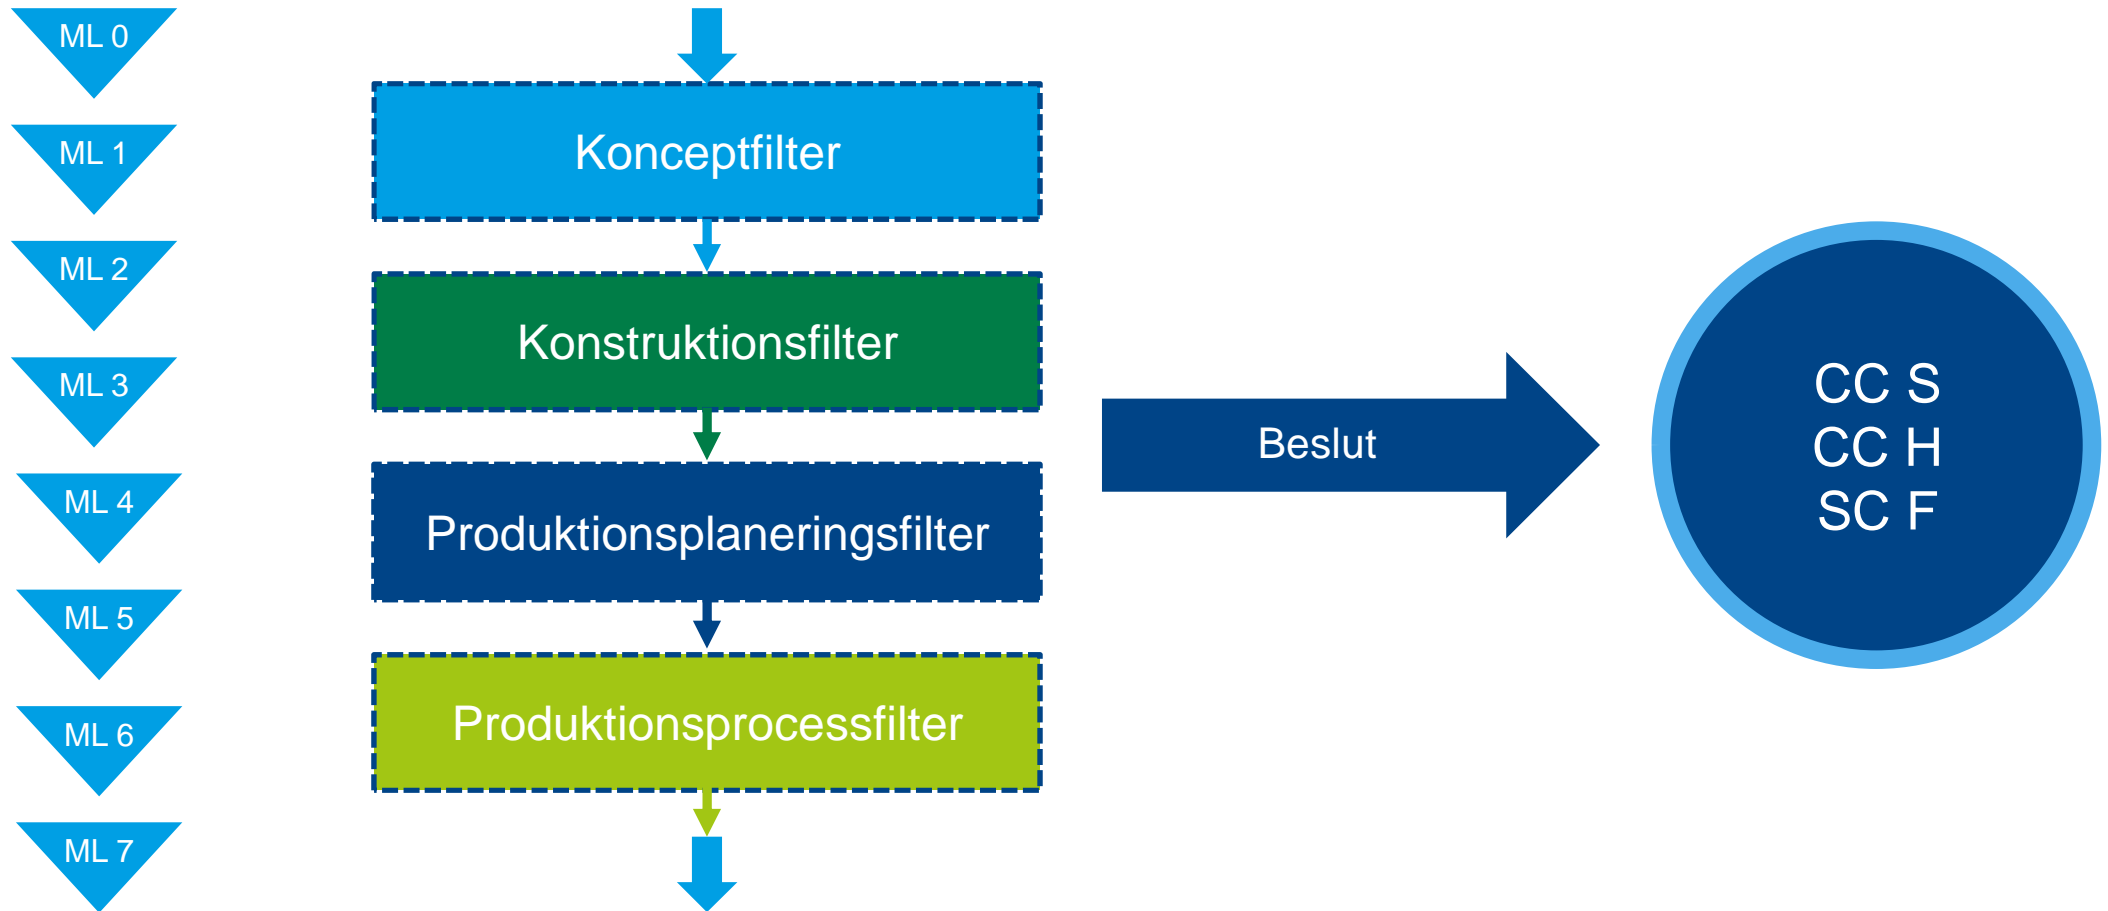 ML 0
ML 1
ML 2
ML 3
ML 4
ML 5
ML 6
ML 7
Konceptfilter
Konstruktionsfilter
Produktionsplaneringsfilter
Produktionsprocessfilter
Beslut
CC S
CC H
SC F